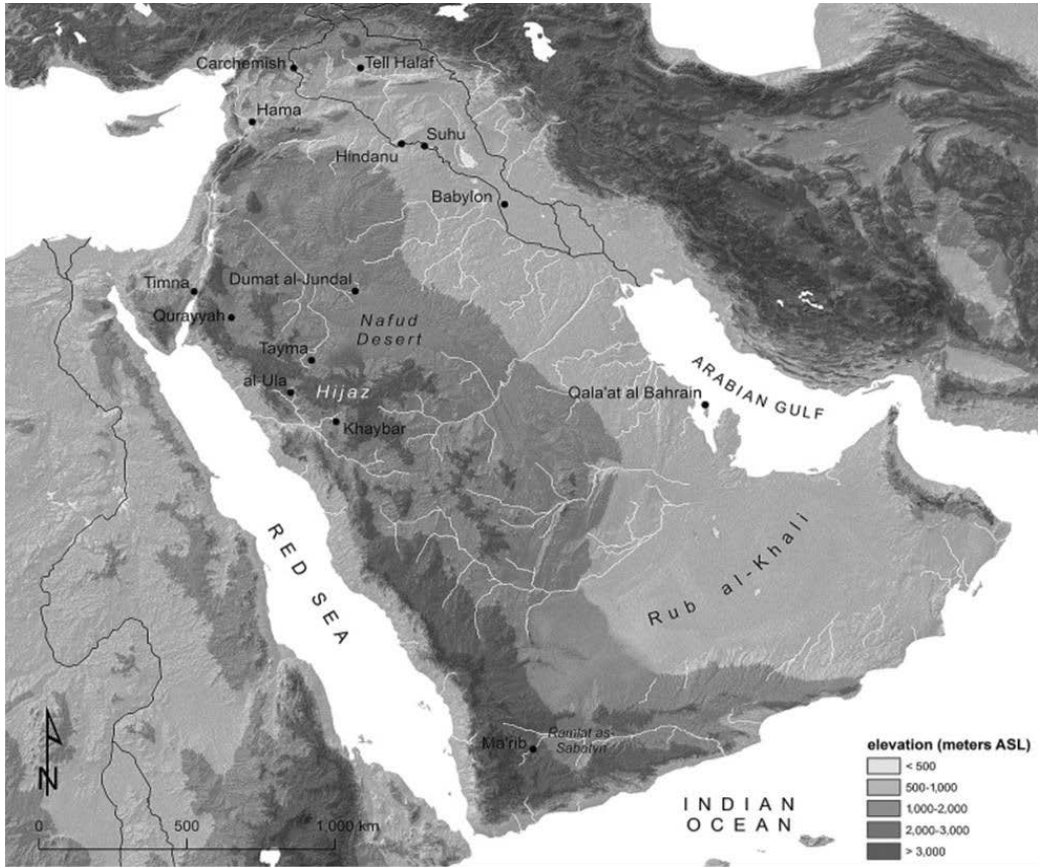 Carchemish
Tell Halaf
Hama
Suhu
Hindanu
Babylon
Timna
Dumat al-Jundal
Qurayyah
Nafud
Desert
Tayma
al-Ula
Hijaz
Khaybar
Qala'at al Bahrain
ARABIAN GULF
RED SEA
Rub al-Khali
Ma'rib
Ramlat as-
Sabatyn
INDIAN
OCEAN
N
0 500 1,000 km
elevation (meters ASL)
< 500
500-1,000
1,000-2,000
2,000-3,000
> 3,000